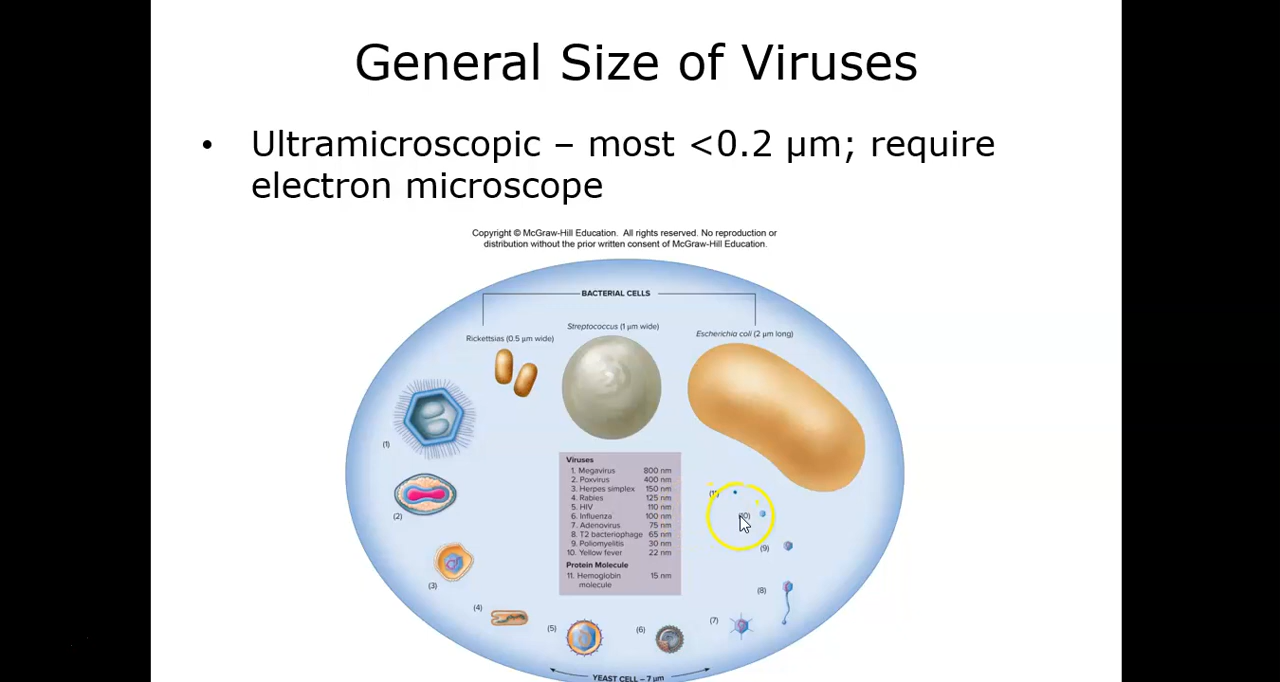 General Size of Viruses
• Ultramicroscopic – most <0.2 µm; require
electron microscope
Copyright © McGraw-Hill Education. All rights reserved. No reproduction or
distribution without the prior written consent of McGraw-Hill Education.
BACTERIAL CELLS
Rickettsias (0.5 µm wide)
Streptococcus (1 µm wide)
Escherichia coli (2 µm long)
(1)
(2)
(3)
(4)
(5)
(6)
(7)
(8)
(9)
(10)
(11)
Viruses
1. Megavirus 800 nm
2. Poxvirus 400 nm
3. Herpes simplex 150 nm
4. Rabies 125 nm
5. HIV 110 nm
6. Influenza 100 nm
7. Adenovirus 75 nm
8. T2 bacteriophage 65 nm
9. Poliomyelitis 30 nm
10. Yellow fever 22 nm
Protein Molecule
11. Hemoglobin 15 nm
molecule
YEAST CELL – 7 µm